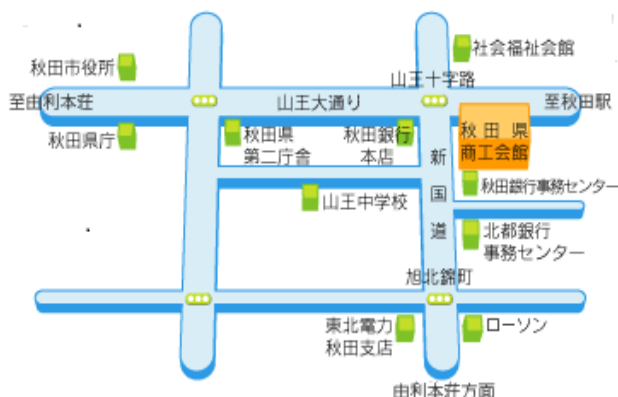 社会福祉会館
秋田市役所
山王十字路
至由利本荘
山王大通り
至秋田駅
秋田県庁
秋田県
第二庁舎
秋田銀行
本店
秋田県
商工会館
新国道
秋田銀行事務センター
山王中学校
北都銀行
事務センター
旭北錦町
東北電力
秋田支店
ローソン
由利本荘方面